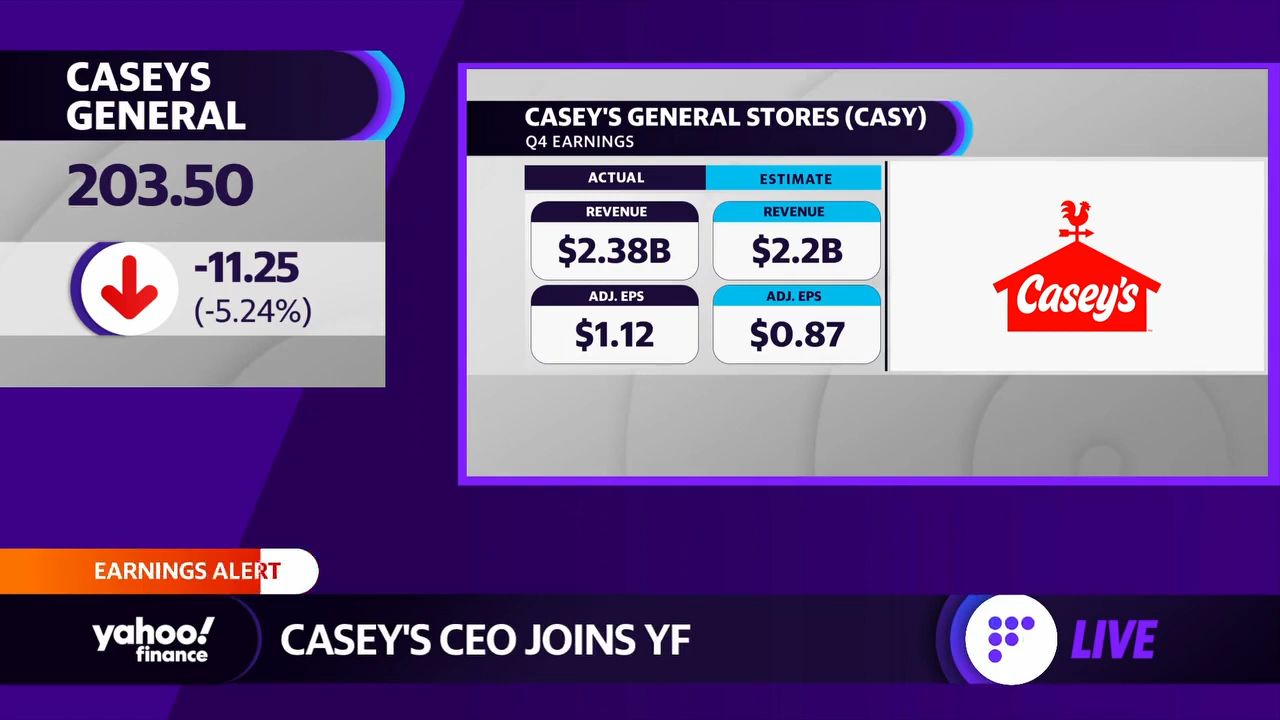 CASEYS
GENERAL
203.50
-11.25
(-5.24%)
CASEY'S GENERAL STORES (CASY)
Q4 EARNINGS
ACTUAL ESTIMATE
REVENUE REVENUE
$2.38B $2.2B
ADJ. EPS ADJ. EPS
$1.12 $0.87
Casey's
EARNINGS ALERT
yahoo!
finance
CASEY'S CEO JOINS YF
LIVE